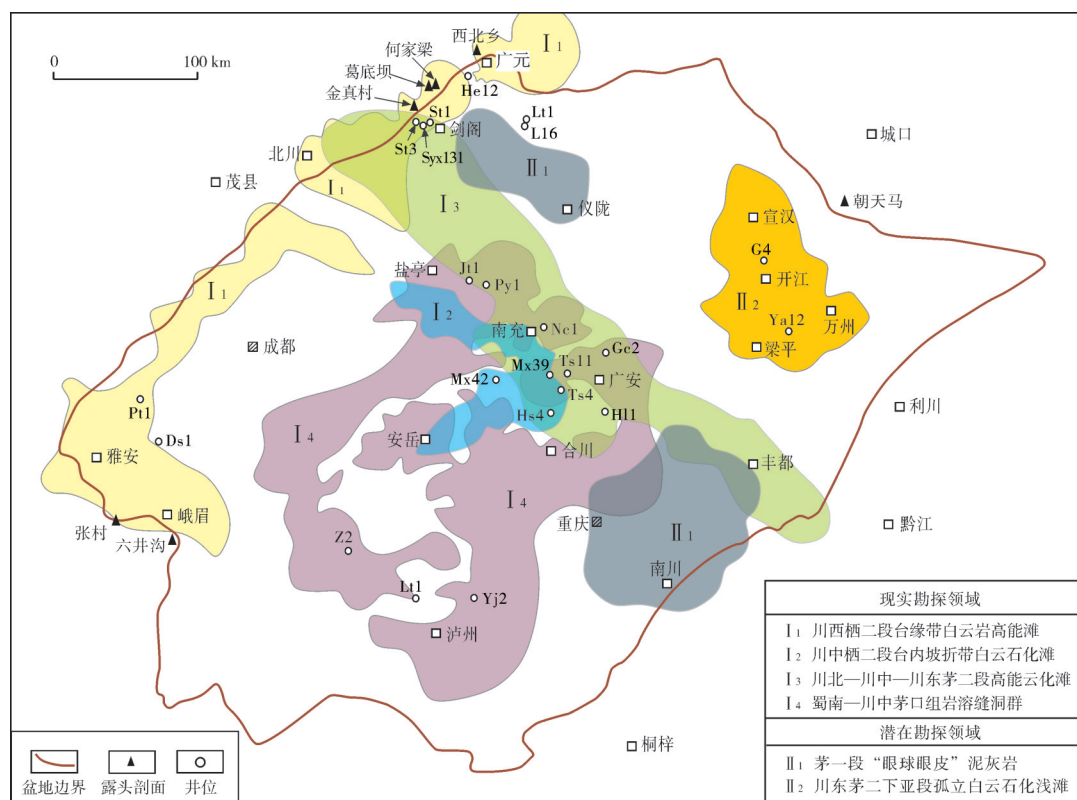 西北乡
Ⅰ1
何家梁
广元
葛底坝
He12
金真村
0
100 km
St1
Lt1
L16
剑阁
St3
Syx131
城口
北川
Ⅱ1
茂县
Ⅰ1
Ⅰ3
仪陇
朝天马
宣汉
G4
开江
盐亭
Jt1
Py1
Ⅰ1
Ⅰ2
Ⅱ2
万州
南充
Nc1
Ya12
成都
梁平
Gc2
Mx39
Ts11
Mx42
广安
Ts4
Pt1
Hs4
Hl1
利川
Ⅰ4
Ds1
安岳
合川
雅安
丰都
Ⅰ4
峨眉
张村
重庆
黔江
六井沟
Ⅱ1
Z2
南川
Lt1
Yj2
泸州
桐梓
现实勘探领域
Ⅰ1 川西栖二段台缘带白云岩高能滩
Ⅰ2 川中栖二段台内坡折带白云石化滩
Ⅰ3 川北—川中—川东茅二段高能云化滩
Ⅰ4 蜀南—川中茅口组岩溶缝洞群
潜在勘探领域
Ⅱ1 茅一段“眼球眼皮”泥灰岩
Ⅱ2 川东茅二下亚段孤立白云石化浅滩
盆地边界 露头剖面 井位